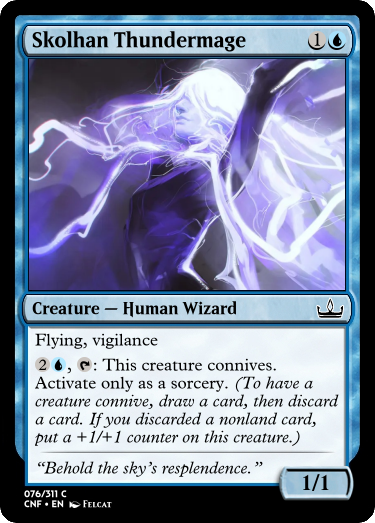 Skolhan Thundermage 1
Creature — Human Wizard
Flying, vigilance
2, : This creature connives.
Activate only as a sorcery. (To have a
creature connive, draw a card, then discard
a card. If you discarded a nonland card,
put a +1/+1 counter on this creature.)
“Behold the sky's resplendence.”
1/1
076/311 C
CNF • EN Felcat